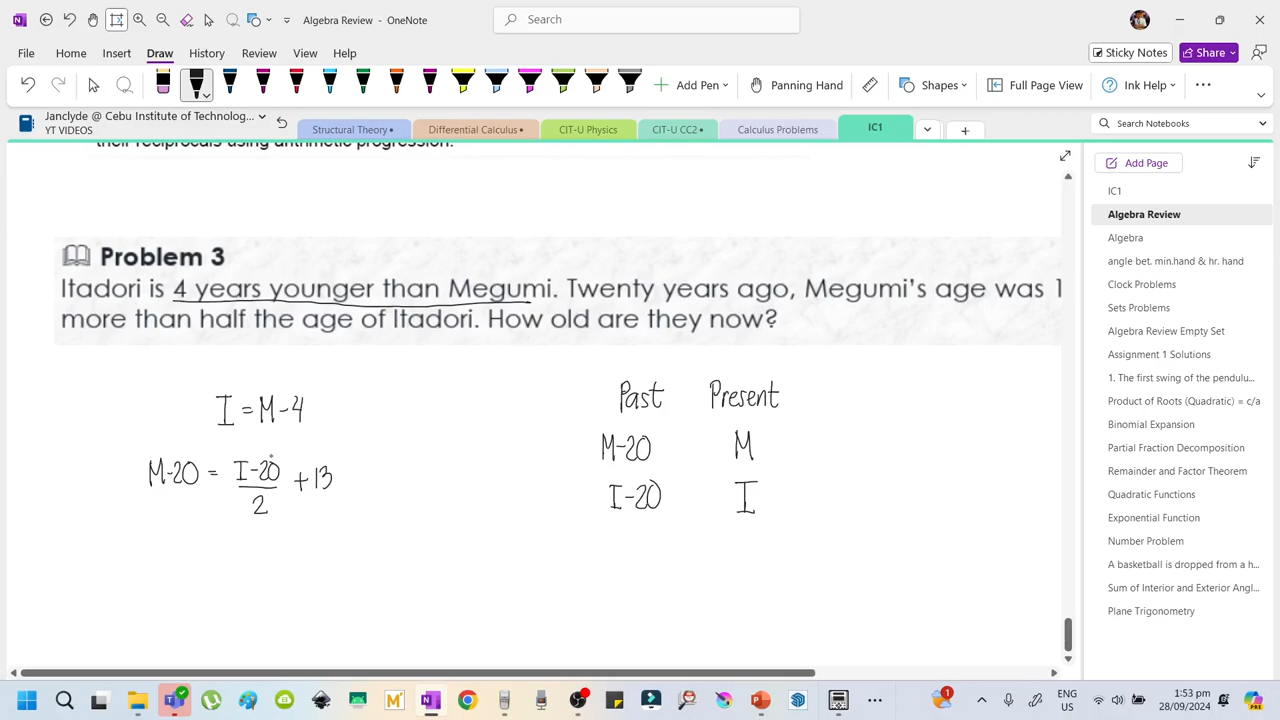 Algebra Review - OneNote
Search
File Home Insert Draw History Review View Help
Sticky Notes Share
Add Pen Panning Hand Shapes Full Page View Ink Help
Janclyde @ Cebu Institute of Technolog...
YT VIDEOS
Structural Theory Differential Calculus CIT-U Physics CIT-U CC2 Calculus Problems IC1
Search Notebooks
their reciprocals using arithmetic progression.
Problem 3
Itadori is 4 years younger than Megumi. Twenty years ago, Megumi's age was 1
more than half the age of Itadori. How old are they now?
I = M-4
M-20 = I-20 + 13
2
Past Present
M-20 M
I-20 I
Add Page
IC1
Algebra Review
Algebra
angle bet. min.hand & hr. hand
Clock Problems
Sets Problems
Algebra Review Empty Set
Assignment 1 Solutions
1. The first swing of the pendulu...
Product of Roots (Quadratic) = c/a
Binomial Expansion
Partial Fraction Decomposition
Remainder and Factor Theorem
Quadratic Functions
Exponential Function
Number Problem
A basketball is dropped from a h...
Sum of Interior and Exterior Angl...
Plane Trigonometry
1
ENG
US
1:53 pm
28/09/2024